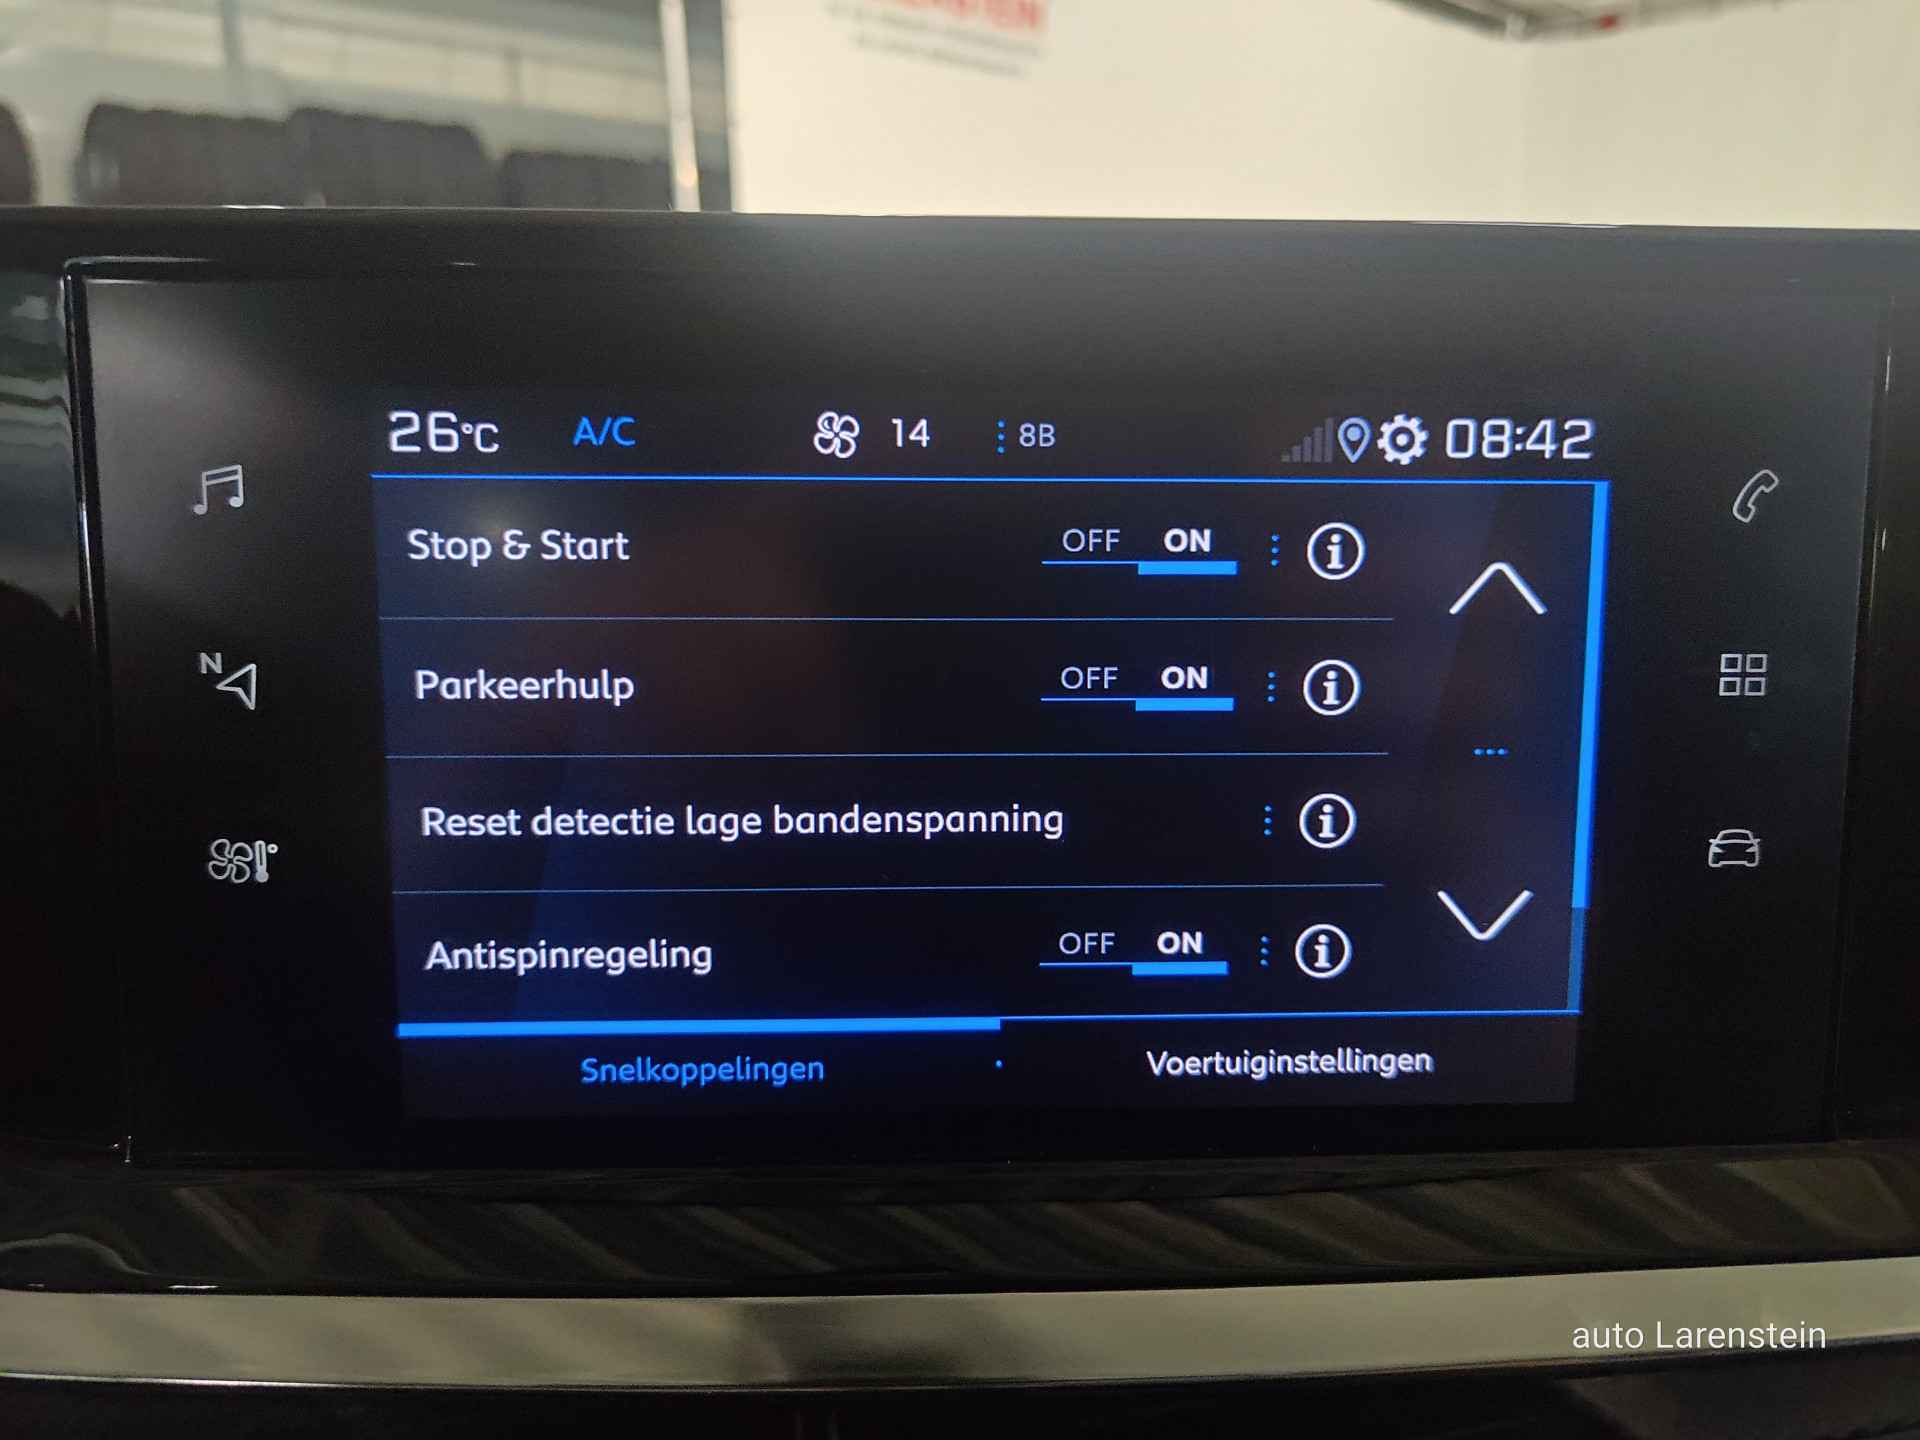 26°C A/C 14 8B 08:42
Stop & Start OFF ON
N
Parkeerhulp OFF ON
Reset detectie lage bandenspanning
Antispinregeling OFF ON
Snelkoppelingen Voertuiginstellingen
auto Larenstein